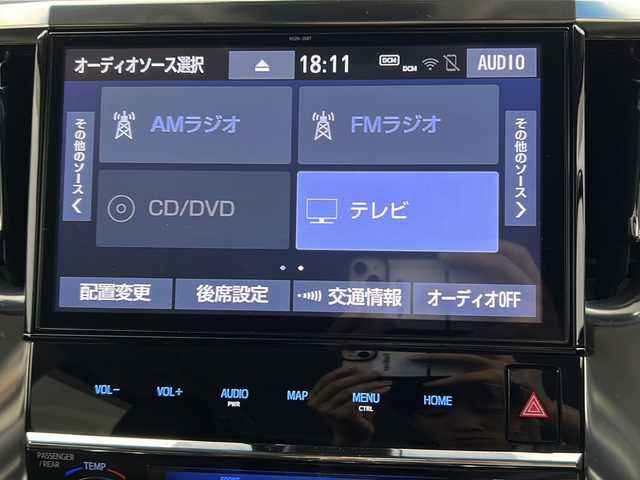 オーディオソース選択 18:11 DCM DCM AUDIO
AMラジオ FMラジオ
その他のソース その他のソース
CD/DVD テレビ
配置変更 後席設定 交通情報 オーディオOFF
VOL- VOL+ AUDIO MAP MENU HOME
PWR CTRL
PASSENGER
/REAR TEMP